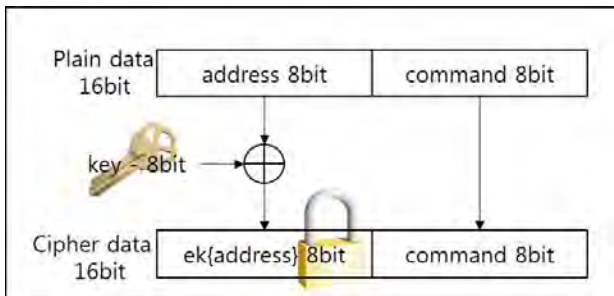 Plain data
16bit
address 8bit
command 8bit
key - 8bit
Cipher data
16bit
ek{address} 8bit
command 8bit